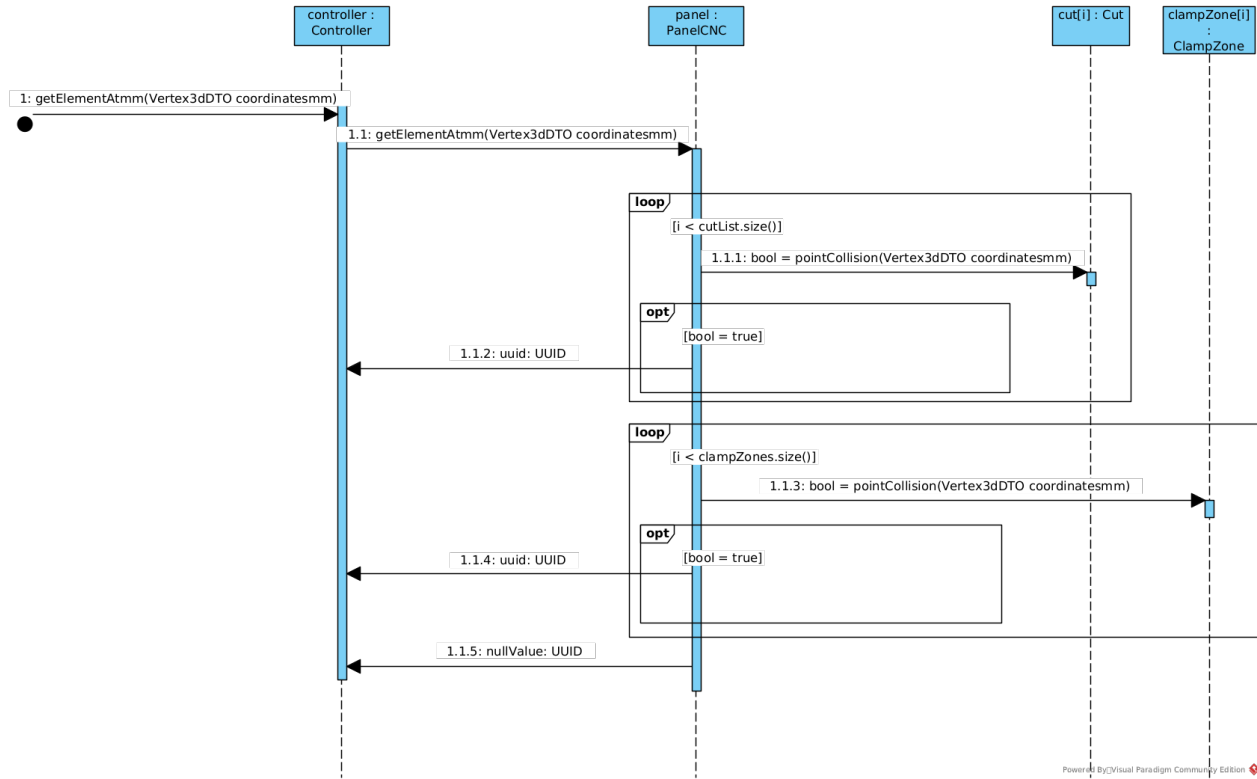 controller :
Controller
panel :
PanelCNC
cut[i] : Cut
clampZone[i]
:
ClampZone
1: getElementAtmm(Vertex3dDTO coordinatesmm)
1.1: getElementAtmm(Vertex3dDTO coordinatesmm)
loop
[i < cutList.size()]
1.1.1: bool = pointCollision(Vertex3dDTO coordinatesmm)
opt
[bool = true]
1.1.2: uuid: UUID
loop
[i < clampZones.size()]
1.1.3: bool = pointCollision(Vertex3dDTO coordinatesmm)
opt
[bool = true]
1.1.4: uuid: UUID
1.1.5: nullValue: UUID
Powered By Visual Paradigm Community Edition